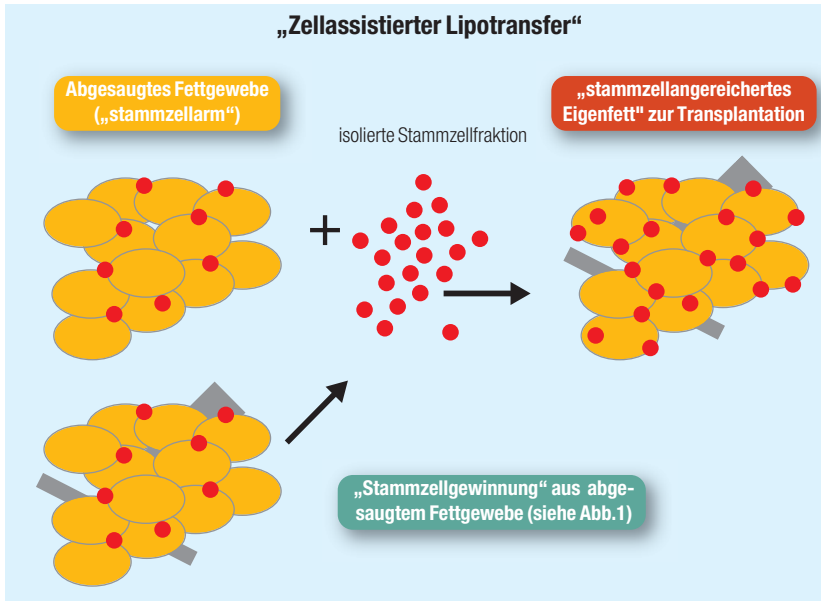 „Zellassistierter Lipotransfer“
Abgesaugtes Fettgewebe
(„stammzellarm“)
isolierte Stammzellfraktion
„stammzellangereichertes
Eigenfett" zur Transplantation
+
„Stammzellgewinnung“ aus abge-
saugtem Fettgewebe (siehe Abb.1)